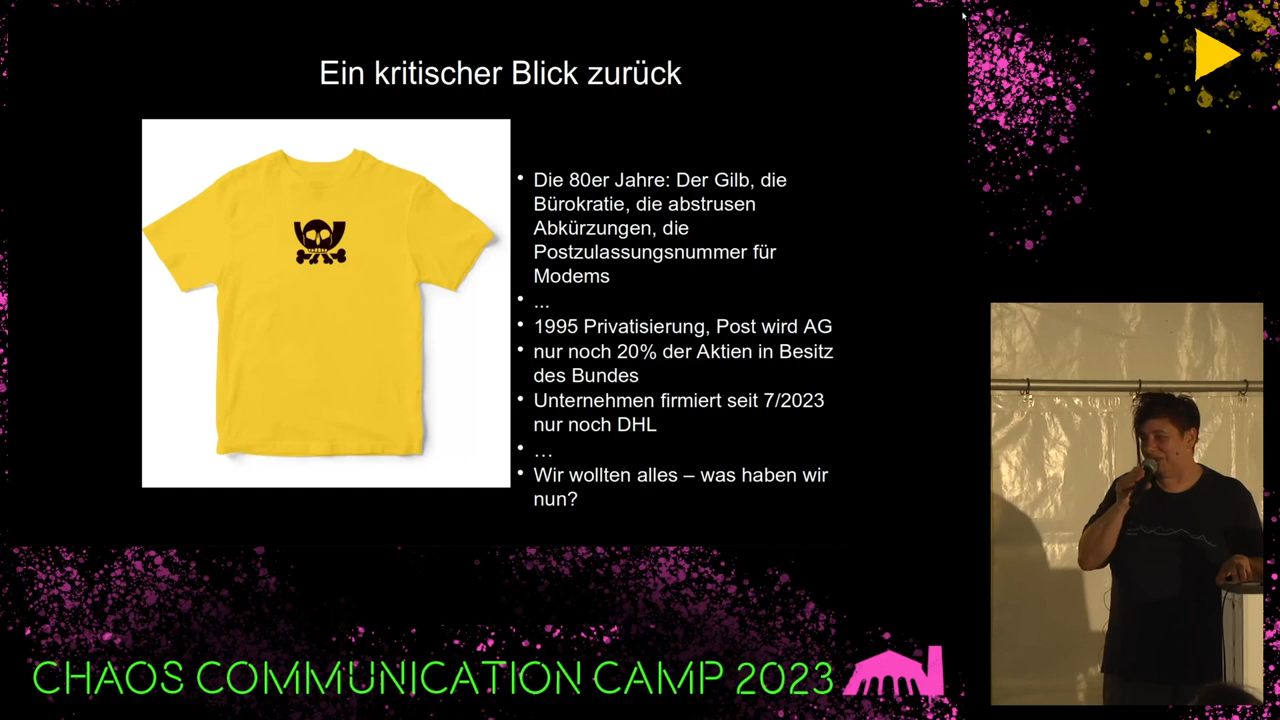 Ein kritischer Blick zurück
• Die 80er Jahre: Der Gilb, die
Bürokratie, die abstrusen
Abkürzungen, die
Postzulassungsnummer für
Modems
• ...
• 1995 Privatisierung, Post wird AG
• nur noch 20% der Aktien in Besitz
des Bundes
• Unternehmen firmiert seit 7/2023
nur noch DHL
• …
• Wir wollten alles – was haben wir
nun?
CHAOS COMMUNICATION CAMP 2023